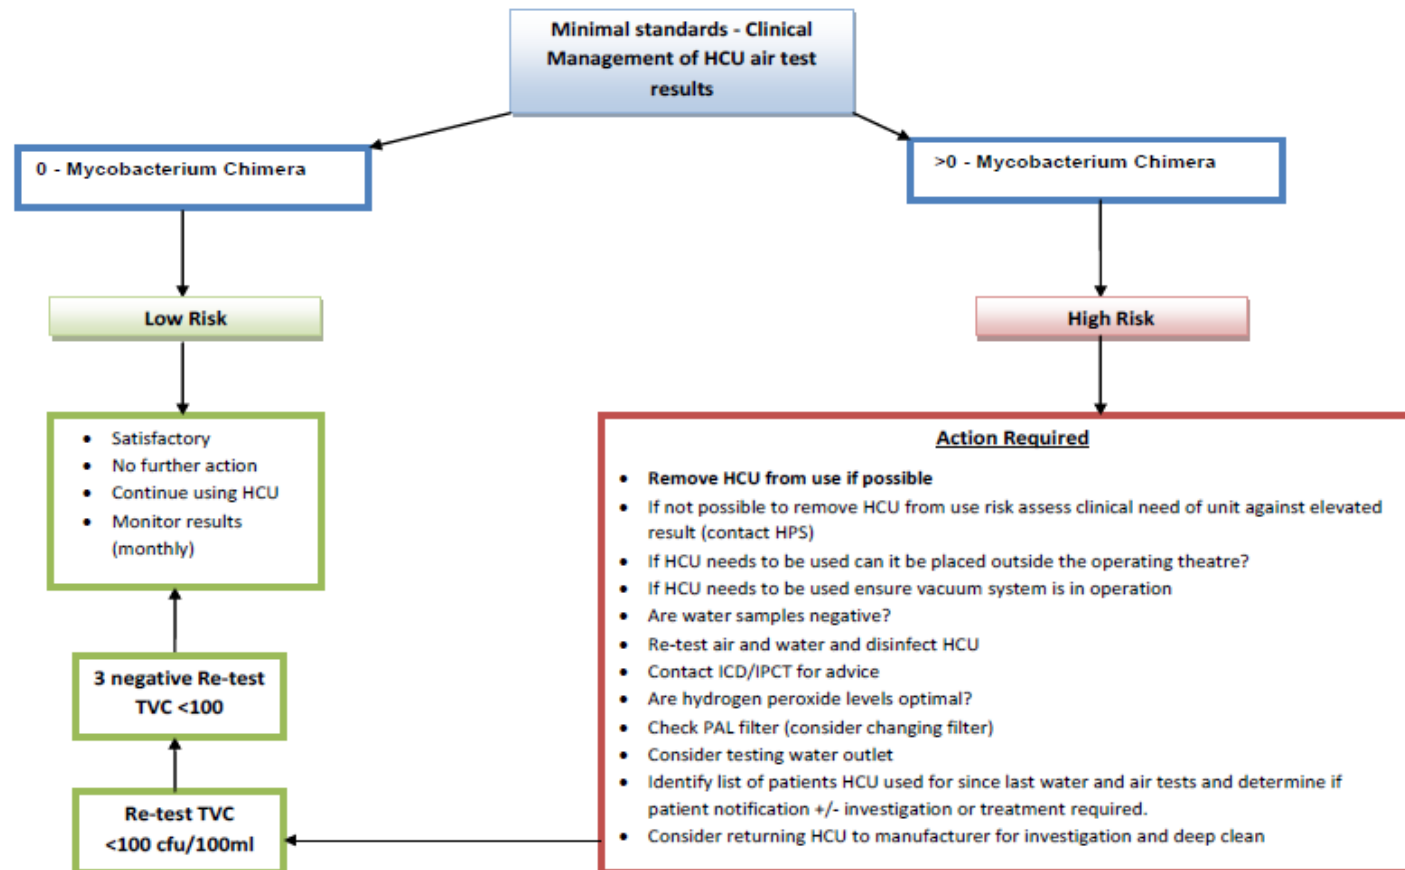 Minimal standards - Clinical
Management of HCU air test
results
0 - Mycobacterium Chimera
>0 - Mycobacterium Chimera
Low Risk
High Risk
• Satisfactory
• No further action
• Continue using HCU
• Monitor results
(monthly)
Action Required
• Remove HCU from use if possible
• If not possible to remove HCU from use risk assess clinical need of unit against elevated
result (contact HPS)
• If HCU needs to be used can it be placed outside the operating theatre?
• If HCU needs to be used ensure vacuum system is in operation
• Are water samples negative?
• Re-test air and water and disinfect HCU
• Contact ICD/IPCT for advice
• Are hydrogen peroxide levels optimal?
• Check PAL filter (consider changing filter)
• Consider testing water outlet
• Identify list of patients HCU used for since last water and air tests and determine if
patient notification +/- investigation or treatment required.
• Consider returning HCU to manufacturer for investigation and deep clean
3 negative Re-test
TVC <100
Re-test TVC
<100 cfu/100ml